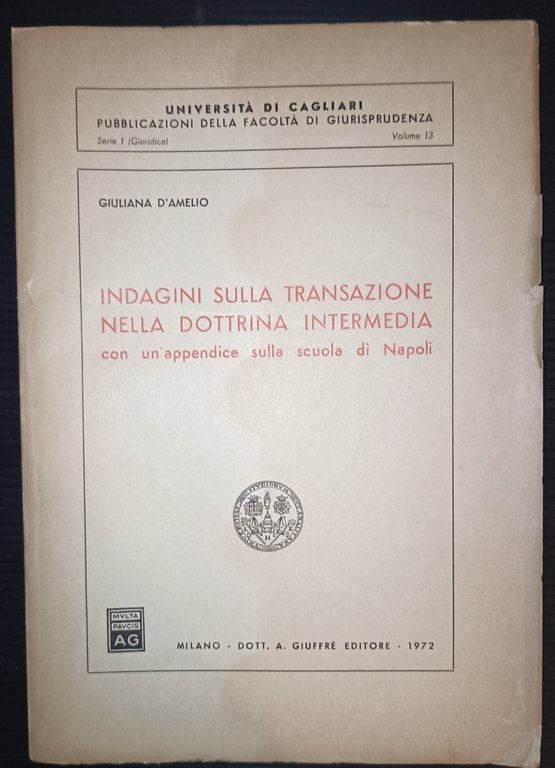 UNIVERSITÀ DI CAGLIARI
PUBBLICAZIONI DELLA FACOLTÀ DI GIURISPRUDENZA
Serie 1 (Giuridica) Volume 13
GIULIANA D'AMELIO
INDAGINI SULLA TRANSAZIONE
NELLA DOTTRINA INTERMEDIA
con un'appendice sulla scuola di Napoli
MVLTA
PAVCIS
AG
MILANO - DOTT. A. GIUFFRÈ EDITORE - 1972